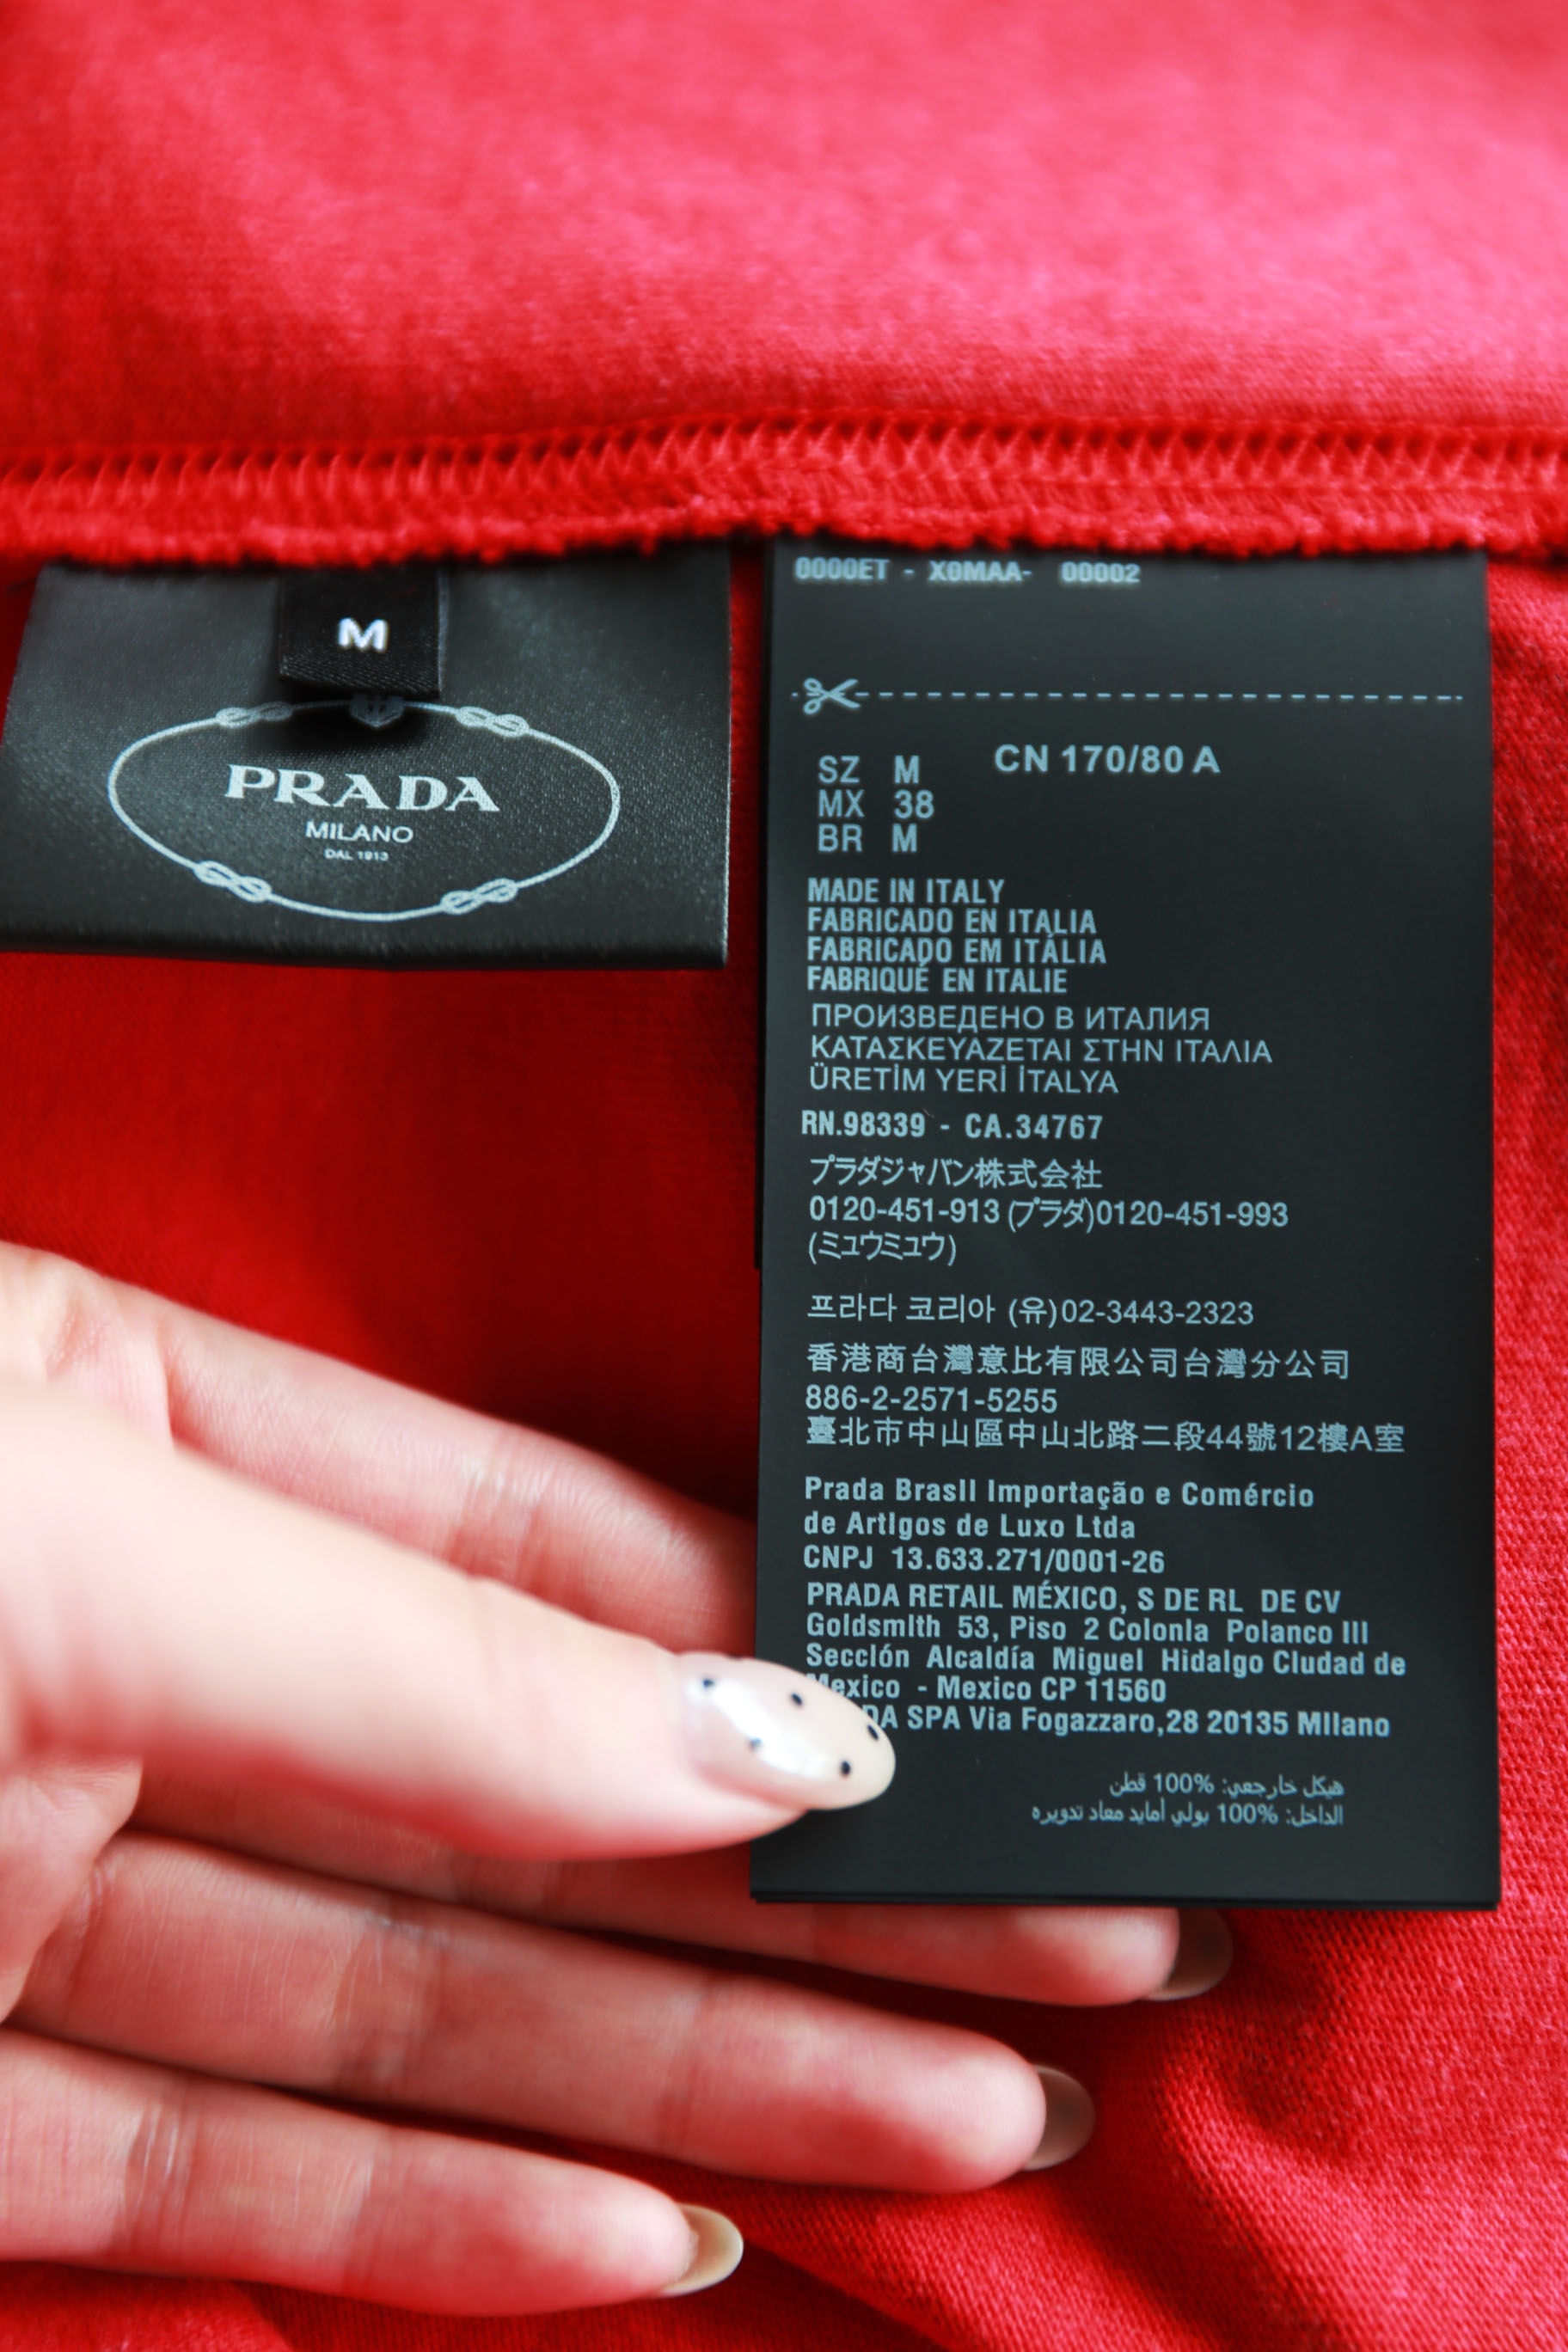 M
PRADA
MILANO
DAL 1913
0000ET - X0MAA- 00002
SZ M CN 170/80 A
MX 38
BR M
MADE IN ITALY
FABRICADO EN ITALIA
FABRICADO EM ITÁLIA
FABRIQUÉ EN ITALIE
ПРОИЗВЕДЕНО В ИТАЛИЯ
ΚΑΤΑΣΚΕΥΑΖΕΤΑΙ ΣΤΗΝ ΙΤΑΛΙΑ
ÜRETİM YERİ İTALYA
RN.98339 - CA.34767
プラダジャバン株式会社
0120-451-913 (プラダ)0120-451-993
(ミュウミュウ)
프라다 코리아 (유)02-3443-2323
香港商台灣意比有限公司台灣分公司
886-2-2571-5255
臺北市中山區中山北路二段44號12樓A室
Prada BrasIl Importação e Comércio
de ArtIgos de Luxo Ltda
CNPJ 13.633.271/0001-26
PRADA RETAIL MÉXICO, S DE RL DE CV
GoldsmIth 53, Piso 2 ColonIa Polanco III
SeccIón Alcaldía Miguel Hidalgo CIudad de
Mexico - Mexico CP 11560
SPA Via Fogazzaro,28 20135 MIlano
هيكل خارجعي: 100% قطن
الداخل: 100% بولي أمايد معاد تدويره